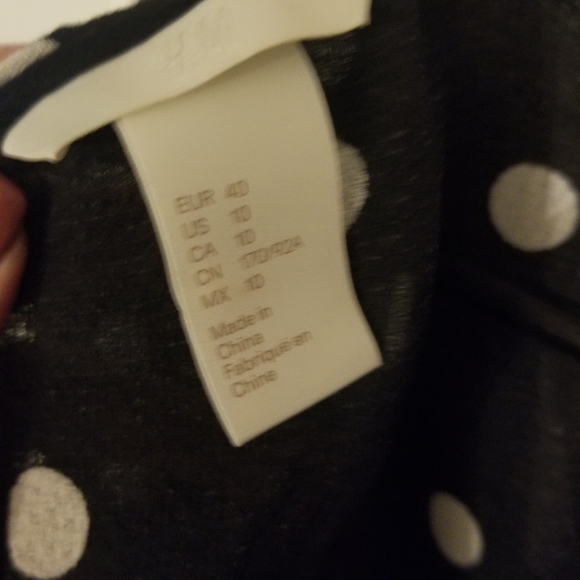 H&M
EUR 40
US 10
CA 10
CN 170/92A
MX 10
Made in
China
Fabriqué en
Chine